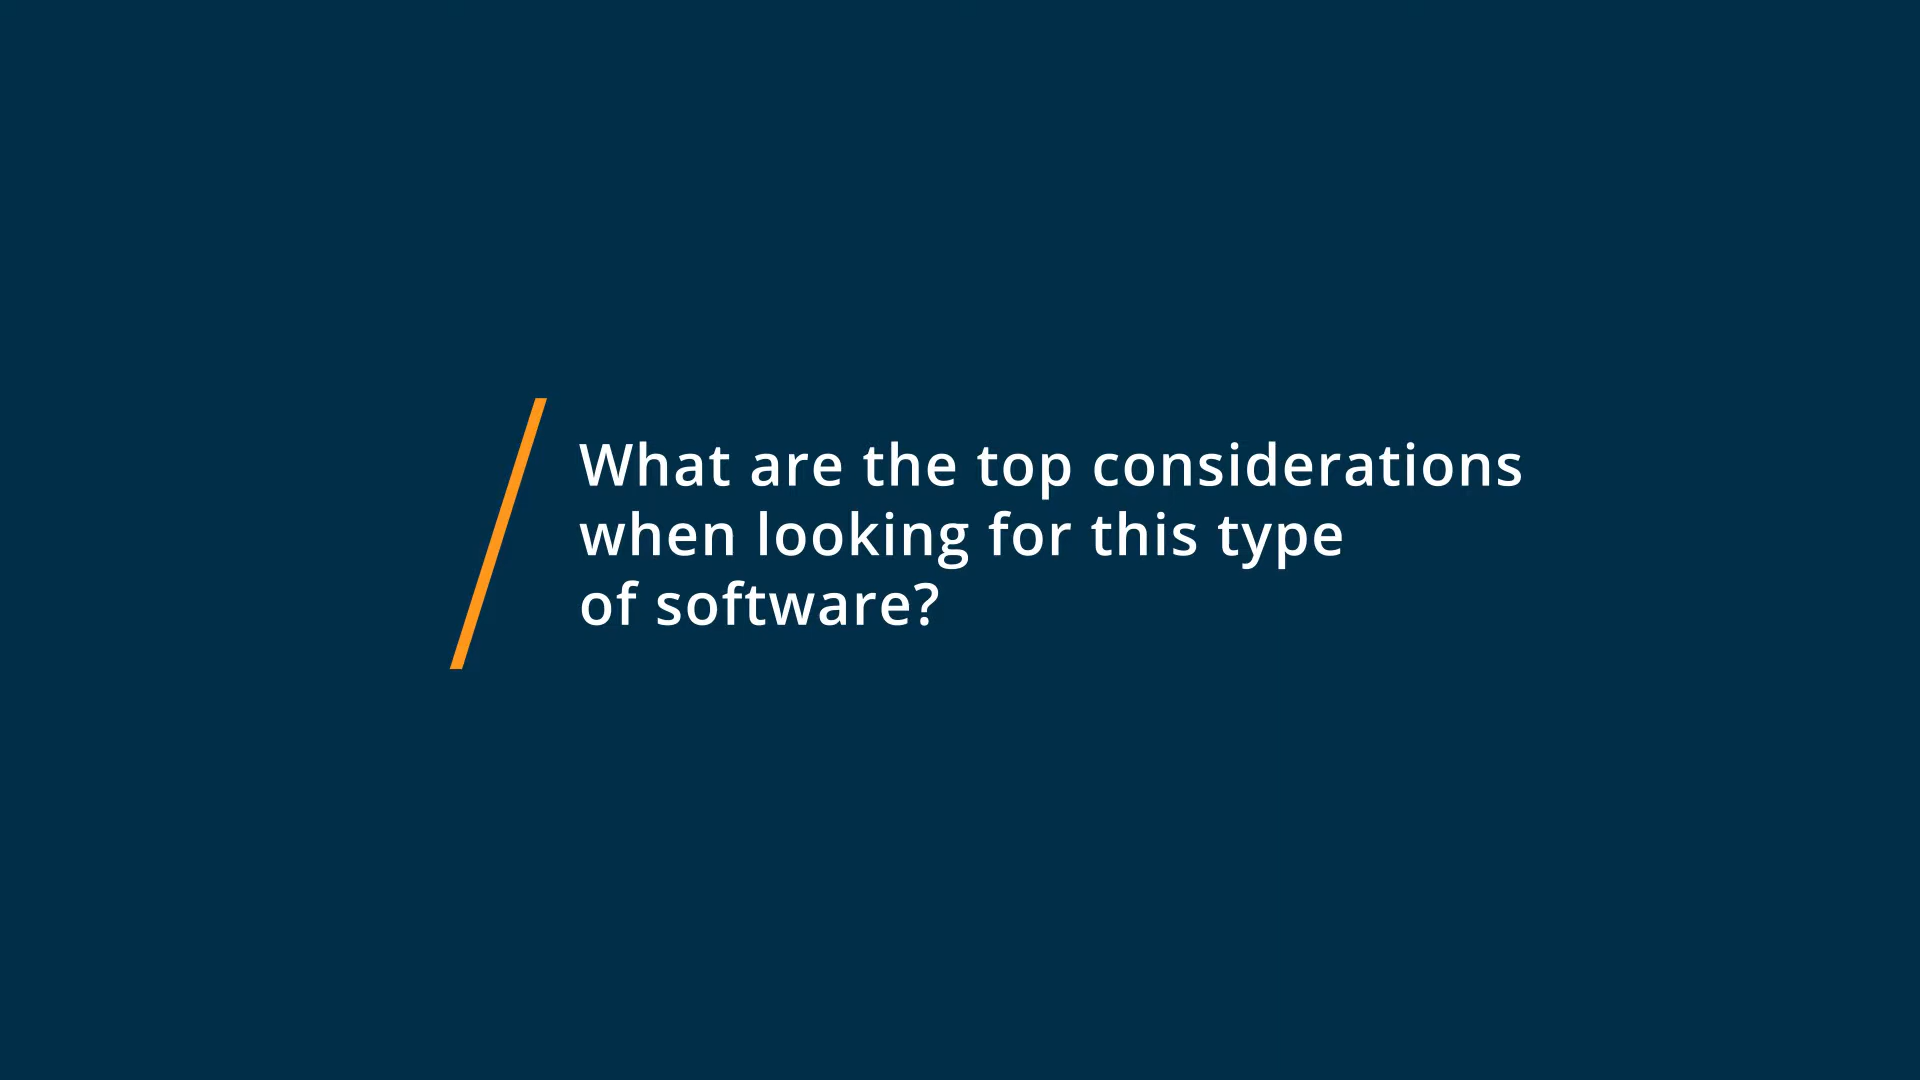 What are the top considerations
when looking for this type
of software?